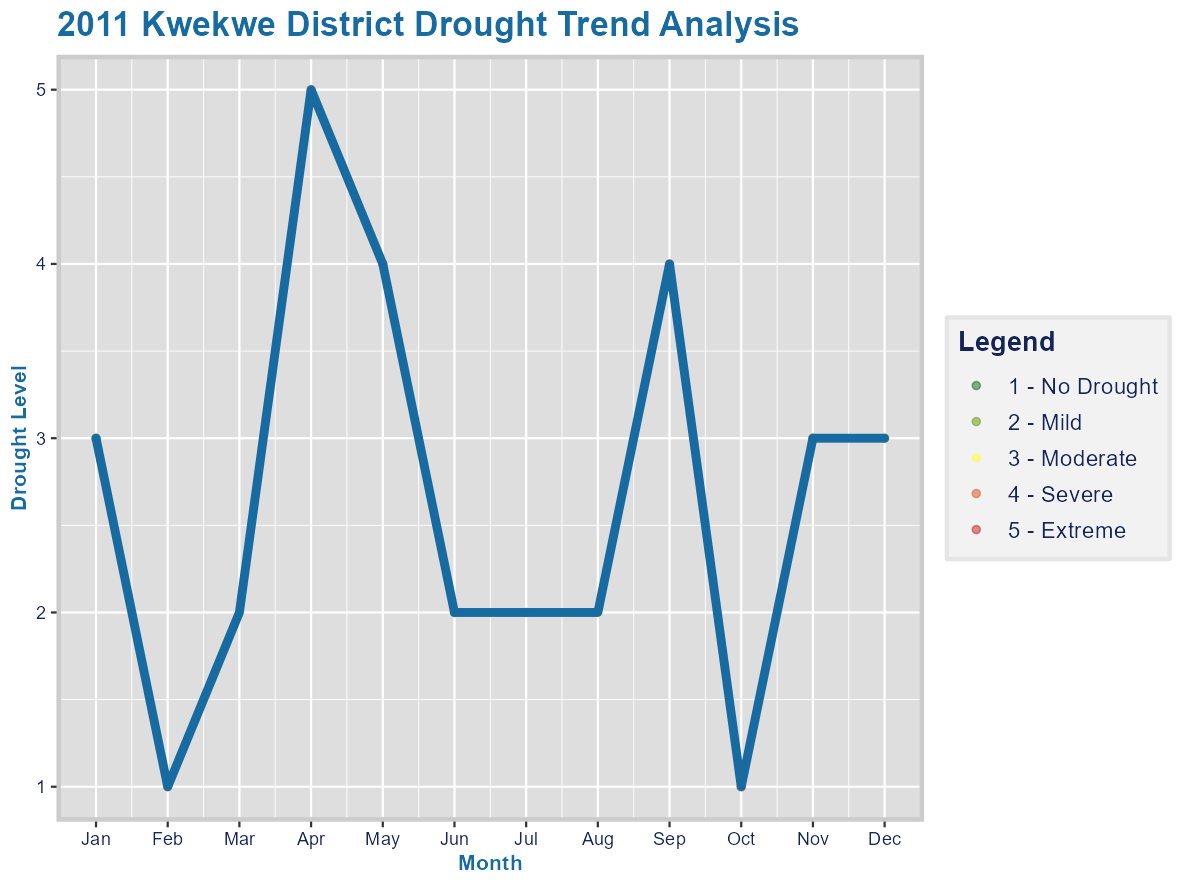 2011 Kwekwe District Drought Trend Analysis
Drought Level
5
4
3
2
1
Jan Feb Mar Apr May Jun Jul Aug Sep Oct Nov Dec
Month
Legend
1 - No Drought
2 - Mild
3 - Moderate
4 - Severe
5 - Extreme